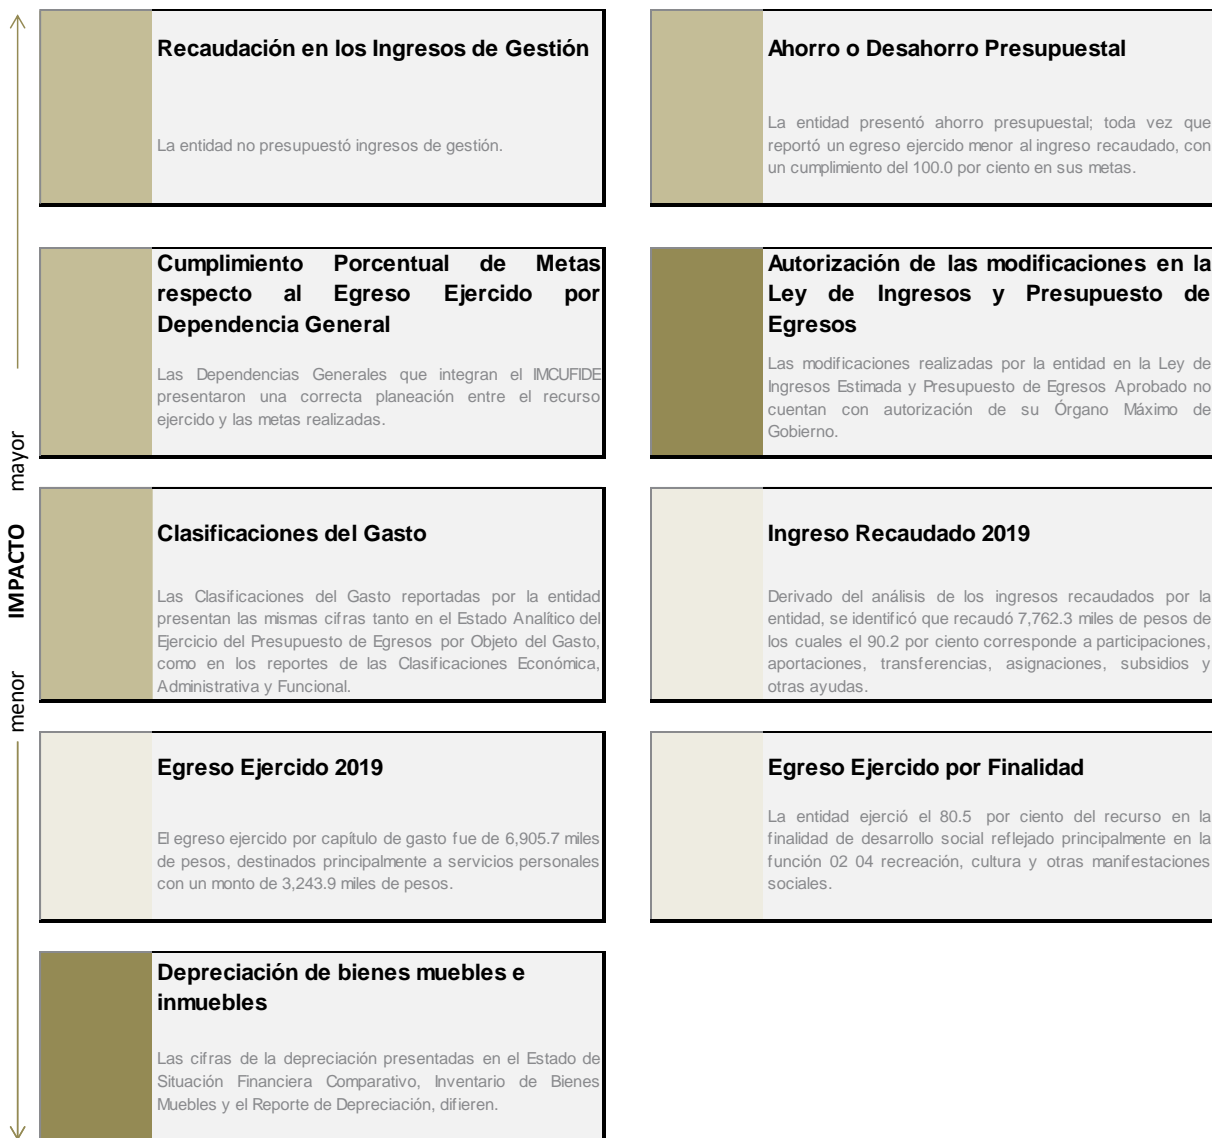 Recaudación en los Ingresos de Gestión
La entidad no presupuestó ingresos de gestión.
Ahorro o Desahorro Presupuestal
La entidad presentó ahorro presupuestal; toda vez que
reportó un egreso ejercido menor al ingreso recaudado, con
un cumplimiento del 100.0 por ciento en sus metas.
Cumplimiento Porcentual de Metas
respecto al Egreso Ejercido por
Dependencia General
Las Dependencias Generales que integran el IMCUFIDE
presentaron una correcta planeación entre el recurso
ejercido y las metas realizadas.
Autorización de las modificaciones en la
Ley de Ingresos y Presupuesto de
Egresos
Las modificaciones realizadas por la entidad en la Ley de
Ingresos Estimada y Presupuesto de Egresos Aprobado no
cuentan con autorización de su Órgano Máximo de
Gobierno.
mayor
IMPACTO
menor
Clasificaciones del Gasto
Las Clasificaciones del Gasto reportadas por la entidad
presentan las mismas cifras tanto en el Estado Analítico del
Ejercicio del Presupuesto de Egresos por Objeto del Gasto,
como en los reportes de las Clasificaciones Económica,
Administrativa y Funcional.
Ingreso Recaudado 2019
Derivado del análisis de los ingresos recaudados por la
entidad, se identificó que recaudó 7,762.3 miles de pesos de
los cuales el 90.2 por ciento corresponde a participaciones,
aportaciones, transferencias, asignaciones, subsidios y
otras ayudas.
Egreso Ejercido 2019
El egreso ejercido por capítulo de gasto fue de 6,905.7 miles
de pesos, destinados principalmente a servicios personales
con un monto de 3,243.9 miles de pesos.
Egreso Ejercido por Finalidad
La entidad ejerció el 80.5 por ciento del recurso en la
finalidad de desarrollo social reflejado principalmente en la
función 02 04 recreación, cultura y otras manifestaciones
sociales.
Depreciación de bienes muebles e
inmuebles
Las cifras de la depreciación presentadas en el Estado de
Situación Financiera Comparativo, Inventario de Bienes
Muebles y el Reporte de Depreciación, difieren.